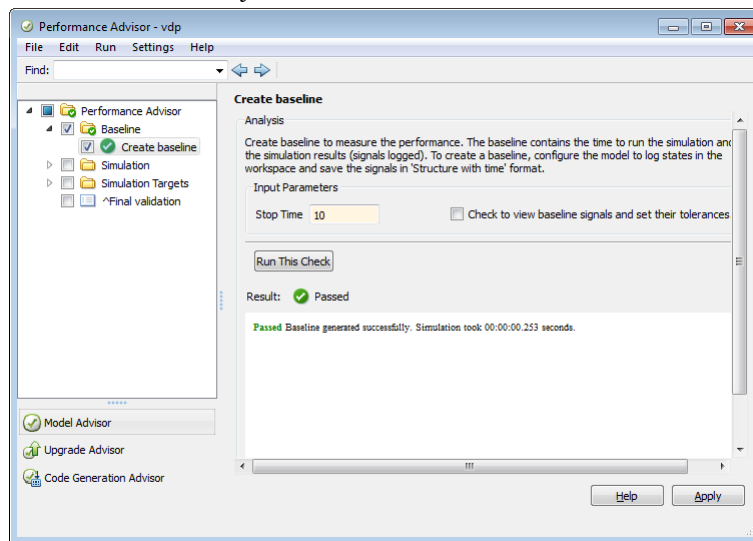 Performance Advisor - vdp
File Edit Run Settings Help
Find:
Performance Advisor
Baseline
Create baseline
Simulation
Simulation Targets
^Final validation
Model Advisor
Upgrade Advisor
Code Generation Advisor
Create baseline
Analysis
Create baseline to measure the performance. The baseline contains the time to run the simulation and
the simulation results (signals logged). To create a baseline, configure the model to log states in the
workspace and save the signals in 'Structure with time' format.
Input Parameters
Stop Time 10 Check to view baseline signals and set their tolerances
Run This Check
Result: Passed
Passed Baseline generated successfully. Simulation took 00:00:00.253 seconds.
Help Apply